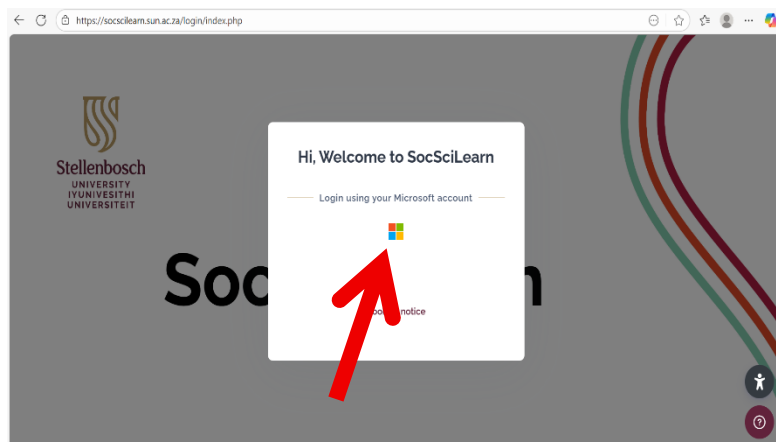 https://socscilearn.sun.ac.za/login/index.php
Stellenbosch
UNIVERSITY
IYUNIVESITHI
UNIVERSITEIT
Hi, Welcome to SocSciLearn
Login using your Microsoft account
notice